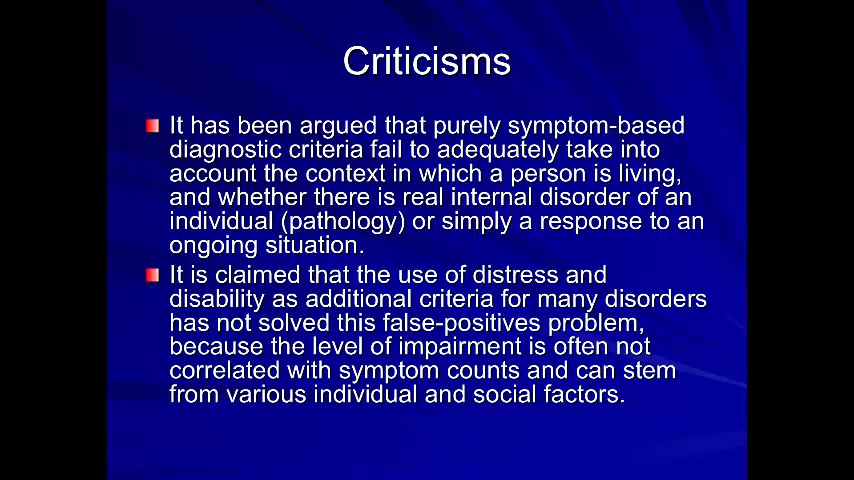 Criticisms
It has been argued that purely symptom-based
diagnostic criteria fail to adequately take into
account the context in which a person is living,
and whether there is real internal disorder of an
individual (pathology) or simply a response to an
ongoing situation.
It is claimed that the use of distress and
disability as additional criteria for many disorders
has not solved this false-positives problem,
because the level of impairment is often not
correlated with symptom counts and can stem
from various individual and social factors.